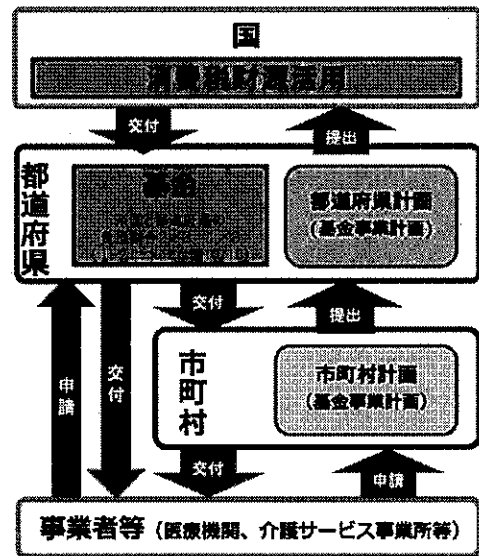 国
消費税財源活用
交付
提出
都道府県
基金
都道府県計画
(基金事業計画)
申請
交付
交付
提出
市町村
市町村計画
(基金事業計画)
交付
申請
事業者等(医療機関、介護サービス事業所等)